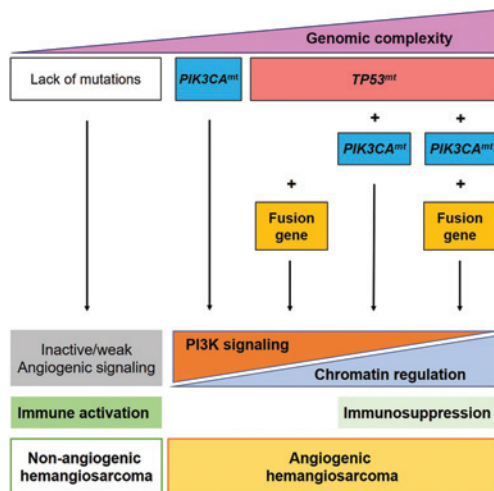 Genomic complexity
Lack of mutations
PIK3CAᵐᵗ
TP53ᵐᵗ
+
+
PIK3CAᵐᵗ
PIK3CAᵐᵗ
+
+
Fusion
gene
Fusion
gene
Inactive/weak
Angiogenic signaling
PI3K signaling
Chromatin regulation
Immune activation
Immunosuppression
Non-angiogenic
hemangiosarcoma
Angiogenic
hemangiosarcoma